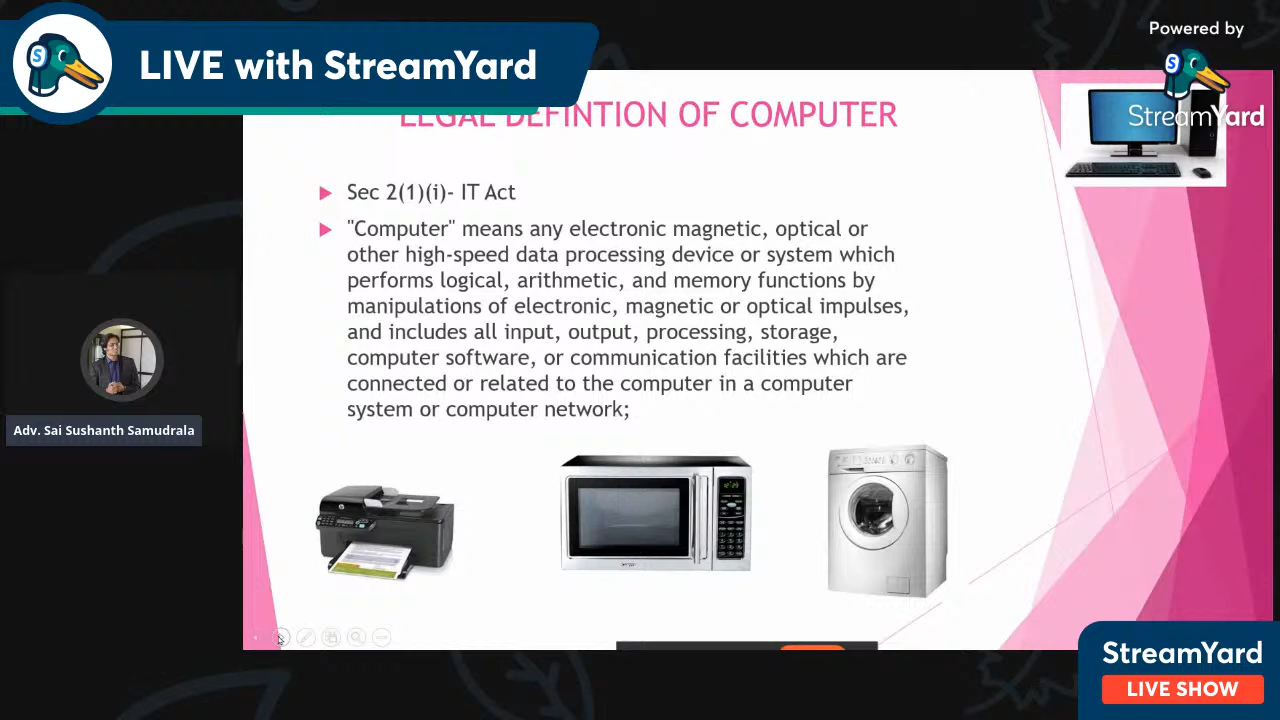 LIVE with StreamYard
Powered by
StreamYard
LEGAL DEFINTION OF COMPUTER
Sec 2(1)(i)- IT Act
"Computer" means any electronic magnetic, optical or
other high-speed data processing device or system which
performs logical, arithmetic, and memory functions by
manipulations of electronic, magnetic or optical impulses,
and includes all input, output, processing, storage,
computer software, or communication facilities which are
connected or related to the computer in a computer
system or computer network;
Adv. Sai Sushanth Samudrala
StreamYard
LIVE SHOW